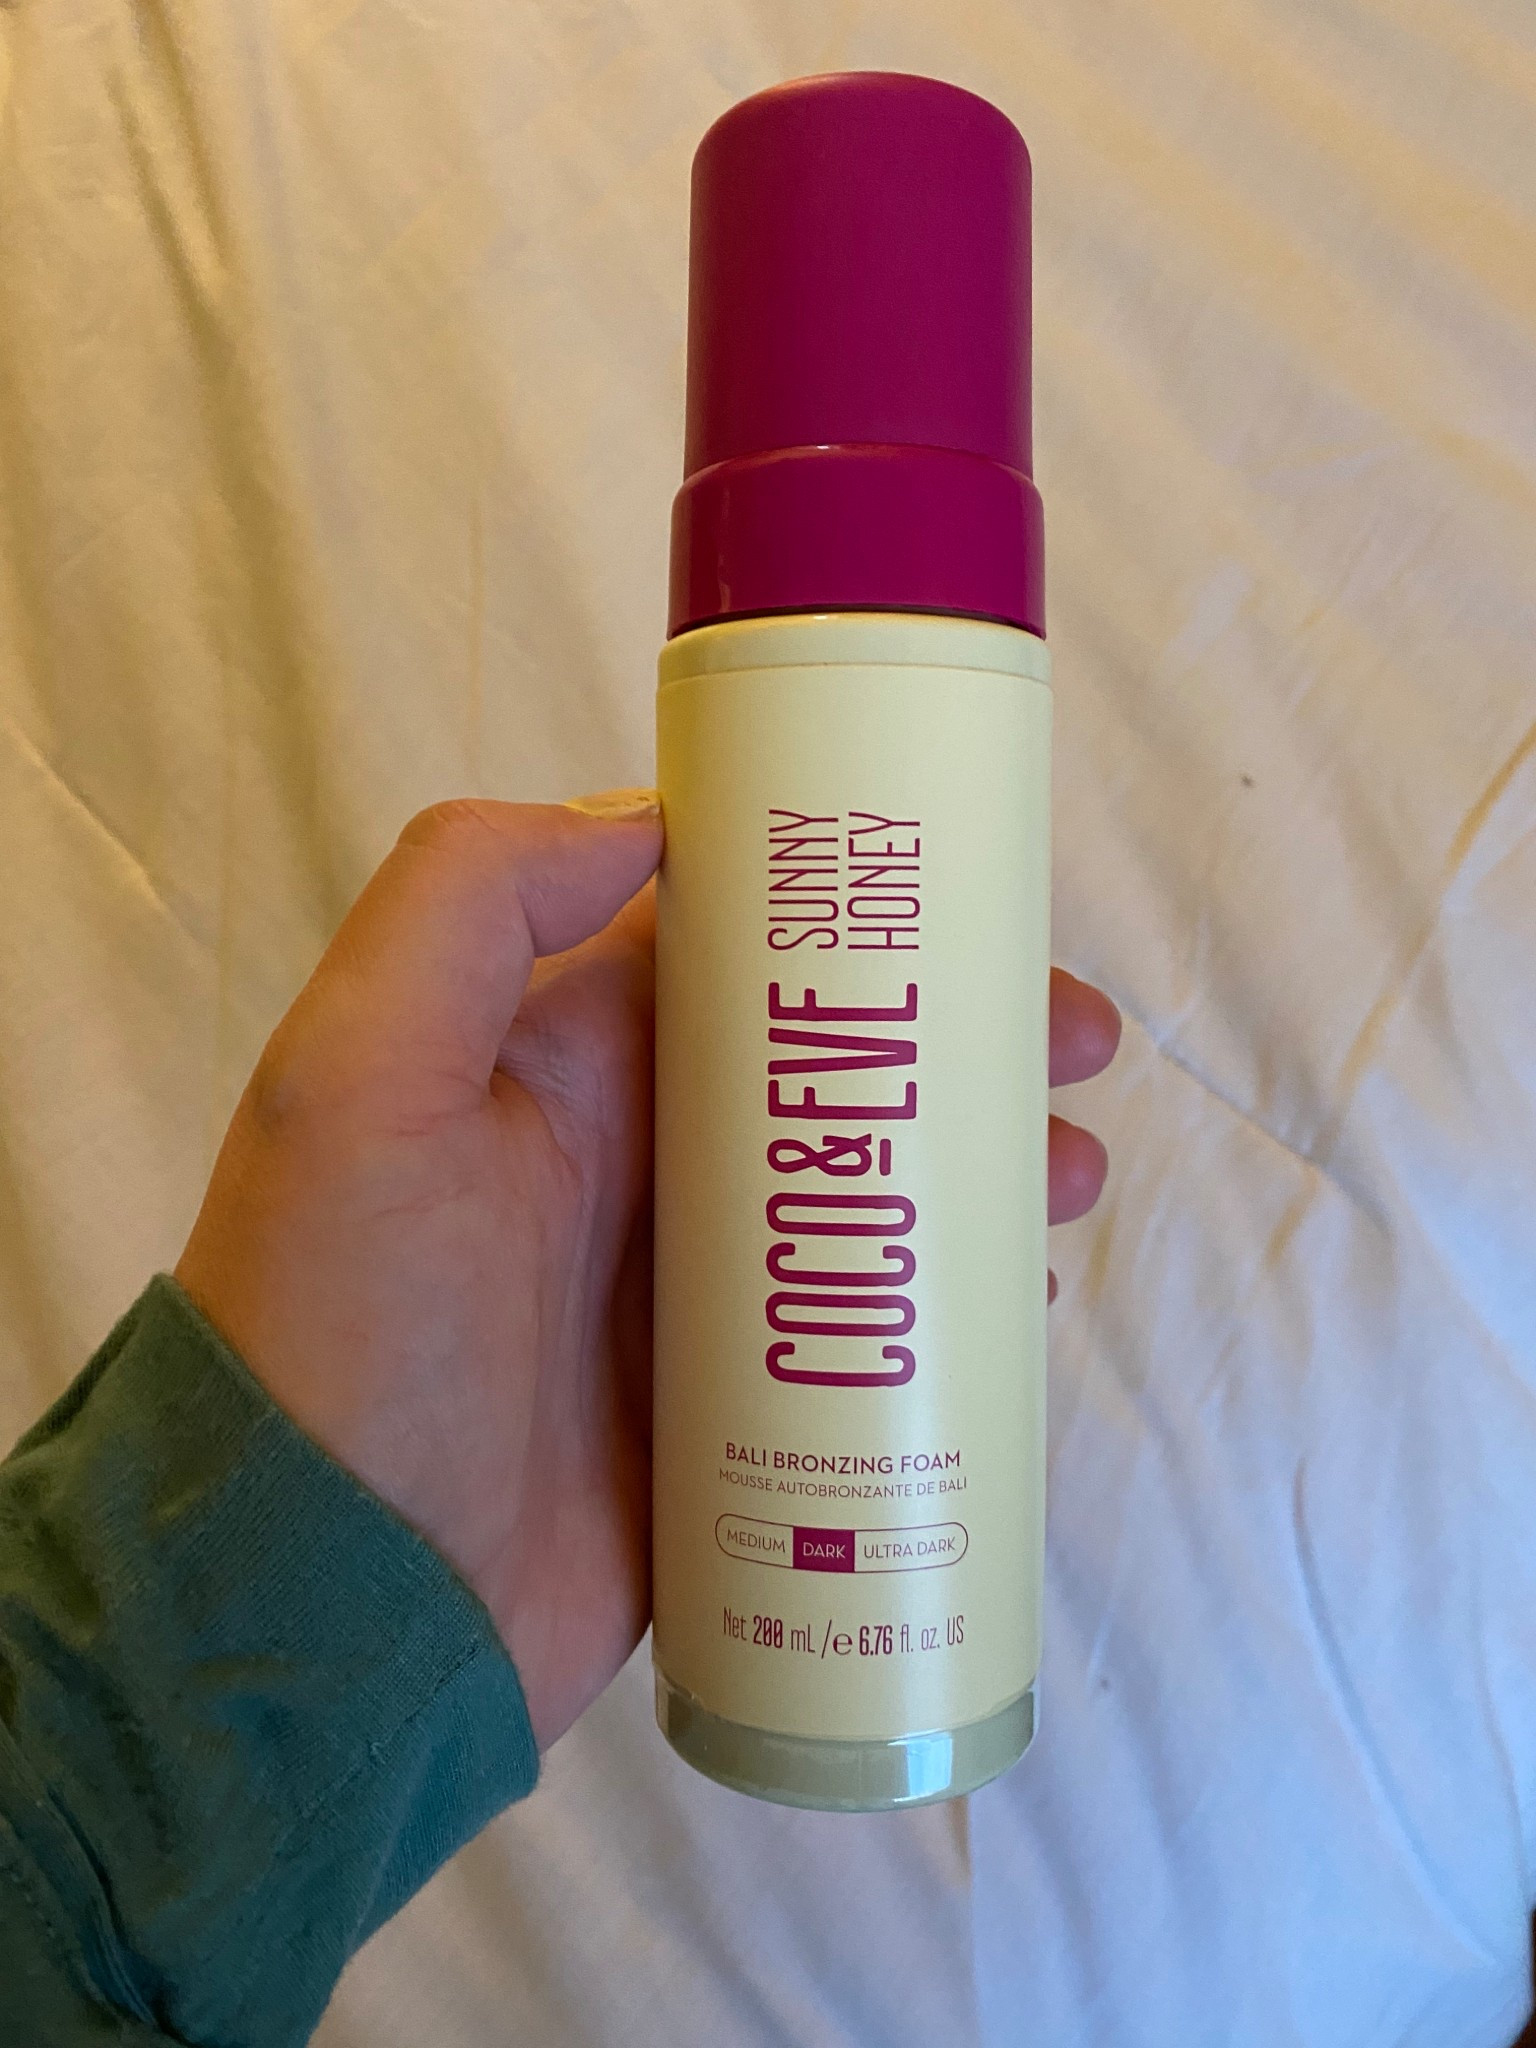 COCO & EVE SUNNY
HONEY
BALI BRONZING FOAM
MOUSSE AUTOBRONZANTE DE BALI
MEDIUM DARK ULTRA DARK
Net 200 mL / e 6.76 fl. oz. US